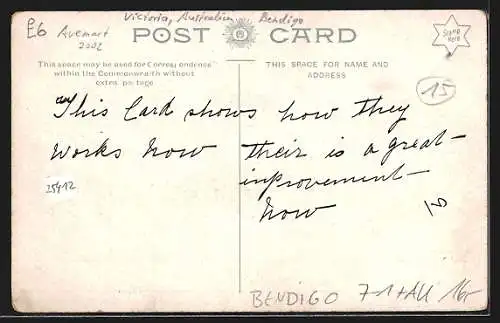 £6
Avemart
2002
Victoria, Australien, Bendigo
POST CARD
STAMP
HERE
This space may be used for Correspondence
within the Commonwealth without
extra postage
THIS SPACE FOR NAME AND
ADDRESS
15
This Card shows how they
works now their is a great
improvement
now
25412
BENDIGO